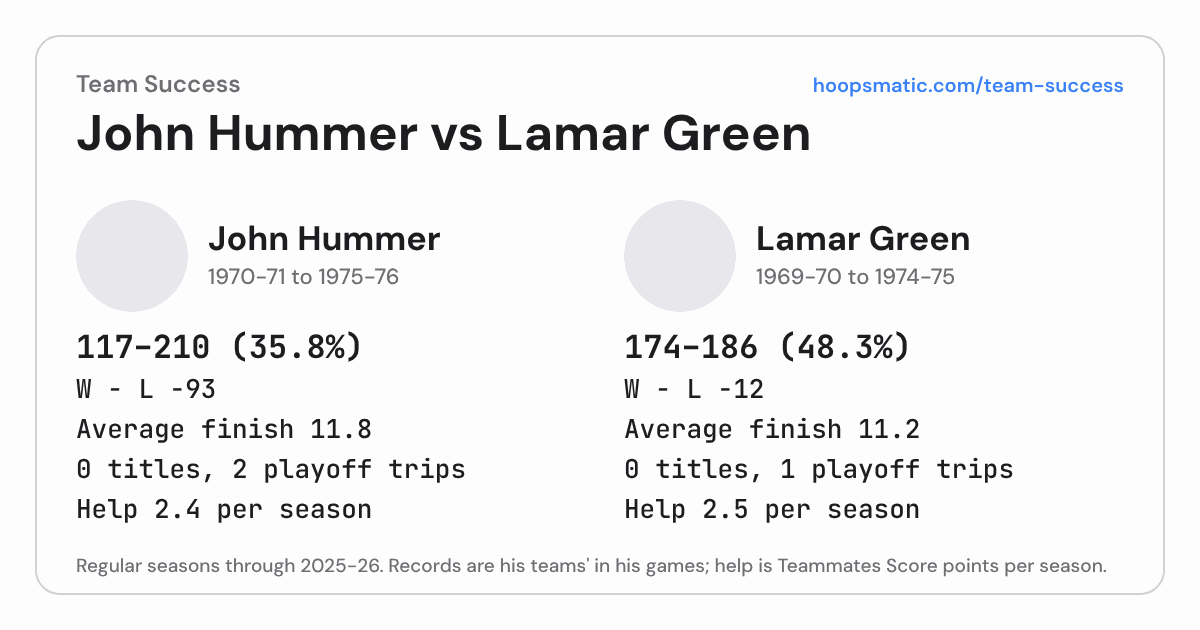 Team Success
hoopsmatic.com/team-success
John Hummer vs Lamar Green
John Hummer
1970-71 to 1975-76
117-210 (35.8%)
W - L -93
Average finish 11.8
0 titles, 2 playoff trips
Help 2.4 per season
Lamar Green
1969-70 to 1974-75
174-186 (48.3%)
W - L -12
Average finish 11.2
0 titles, 1 playoff trips
Help 2.5 per season
Regular seasons through 2025-26. Records are his teams' in his games; help is Teammates Score points per season.